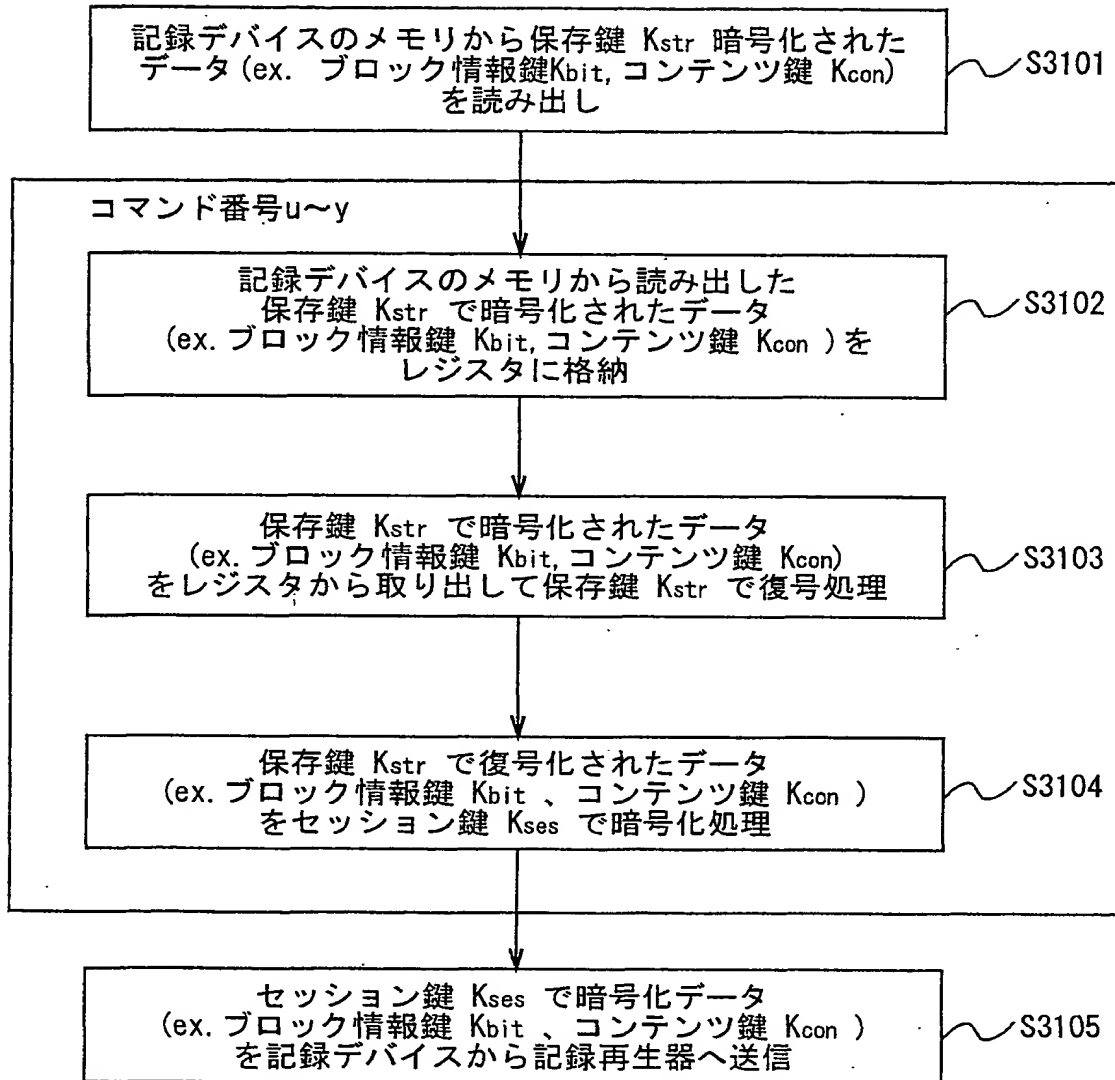 記録デバイスのメモリから保存鍵 Kstr 暗号化された
データ(ex. ブロック情報鍵Kbit,コンテンツ鍵 Kcon)
を読み出し
S3101
コマンド番号u〜y
記録デバイスのメモリから読み出した
保存鍵 Kstr で暗号化されたデータ
(ex.ブロック情報鍵 Kbit,コンテンツ鍵 Kcon )を
レジスタに格納
S3102
保存鍵 Kstr で暗号化されたデータ
(ex.ブロック情報鍵 Kbit,コンテンツ鍵 Kcon)
をレジスタから取り出して保存鍵 Kstr で復号処理
S3103
保存鍵 Kstr で復号化されたデータ
(ex.ブロック情報鍵 Kbit 、コンテンツ鍵 Kcon )
をセッション鍵 Kses で暗号化処理
S3104
セッション鍵 Kses で暗号化データ
(ex.ブロック情報鍵 Kbit 、コンテンツ鍵 Kcon )
を記録デバイスから記録再生器へ送信
S3105